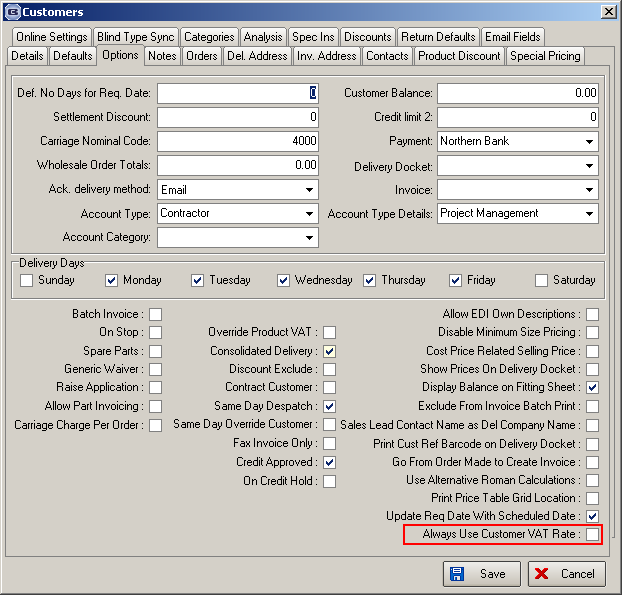 Customers
Online Settings Blind Type Sync Categories Analysis Spec Ins Discounts Return Defaults Email Fields
Details Defaults Options Notes Orders Del. Address Inv. Address Contacts Product Discount Special Pricing
Def. No Days for Req. Date: 0 Customer Balance: 0.00
Settlement Discount: 0 Credit limit 2: 0
Carriage Nominal Code: 4000 Payment: Northern Bank
Wholesale Order Totals: 0.00 Delivery Docket:
Ack. delivery method: Email Invoice:
Account Type: Contractor Account Type Details: Project Management
Account Category:
Delivery Days
Sunday Monday Tuesday Wednesday Thursday Friday Saturday
Batch Invoice : Allow EDI Own Descriptions :
On Stop : Override Product VAT : Disable Minimum Size Pricing :
Spare Parts : Consolidated Delivery : Cost Price Related Selling Price :
Generic Waiver : Discount Exclude : Show Prices On Delivery Docket :
Raise Application : Contract Customer : Display Balance on Fitting Sheet :
Allow Part Invoicing : Same Day Despatch : Exclude From Invoice Batch Print :
Carriage Charge Per Order : Same Day Override Customer : Sales Lead Contact Name as Del Company Name :
Fax Invoice Only : Print Cust Ref Barcode on Delivery Docket :
Credit Approved : Go From Order Made to Create Invoice :
On Credit Hold : Use Alternative Roman Calculations :
Print Price Table Grid Location :
Update Req Date With Scheduled Date :
Always Use Customer VAT Rate :
Save Cancel